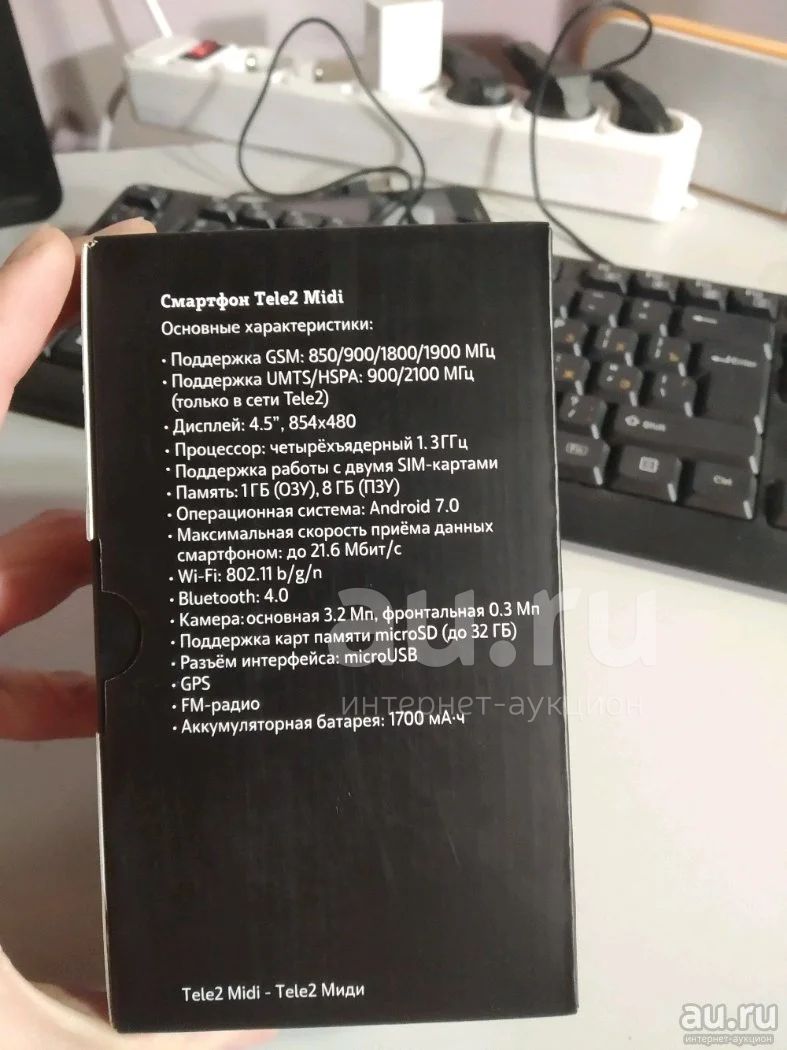 Смартфон Tele2 Midi
Основные характеристики:
• Поддержка GSM: 850/900/1800/1900 МГц
• Поддержка UMTS/HSPA: 900/2100 МГц
(только в сети Tele2)
• Дисплей: 4.5", 854x480
• Процессор: четырёхъядерный 1.3ГГц
• Поддержка работы с двумя SIM-картами
• Память: 1ГБ (ОЗУ), 8 ГБ (ПЗУ)
• Операционная система: Android 7.0
• Максимальная скорость приёма данных
смартфоном: до 21.6 Мбит/с
• Wi-Fi: 802.11 b/g/n
• Bluetooth: 4.0
• Камера: основная 3.2 Мп, фронтальная 0.3 Мп
• Поддержка карт памяти microSD (до 32 ГБ)
• Разъём интерфейса: microUSB
• GPS
• FM-радио
• Аккумуляторная батарея: 1700 мА·ч
Tele2 Midi - Tele2 Миди
au.ru
интернет-аукцион
au.ru
интернет-аукцион